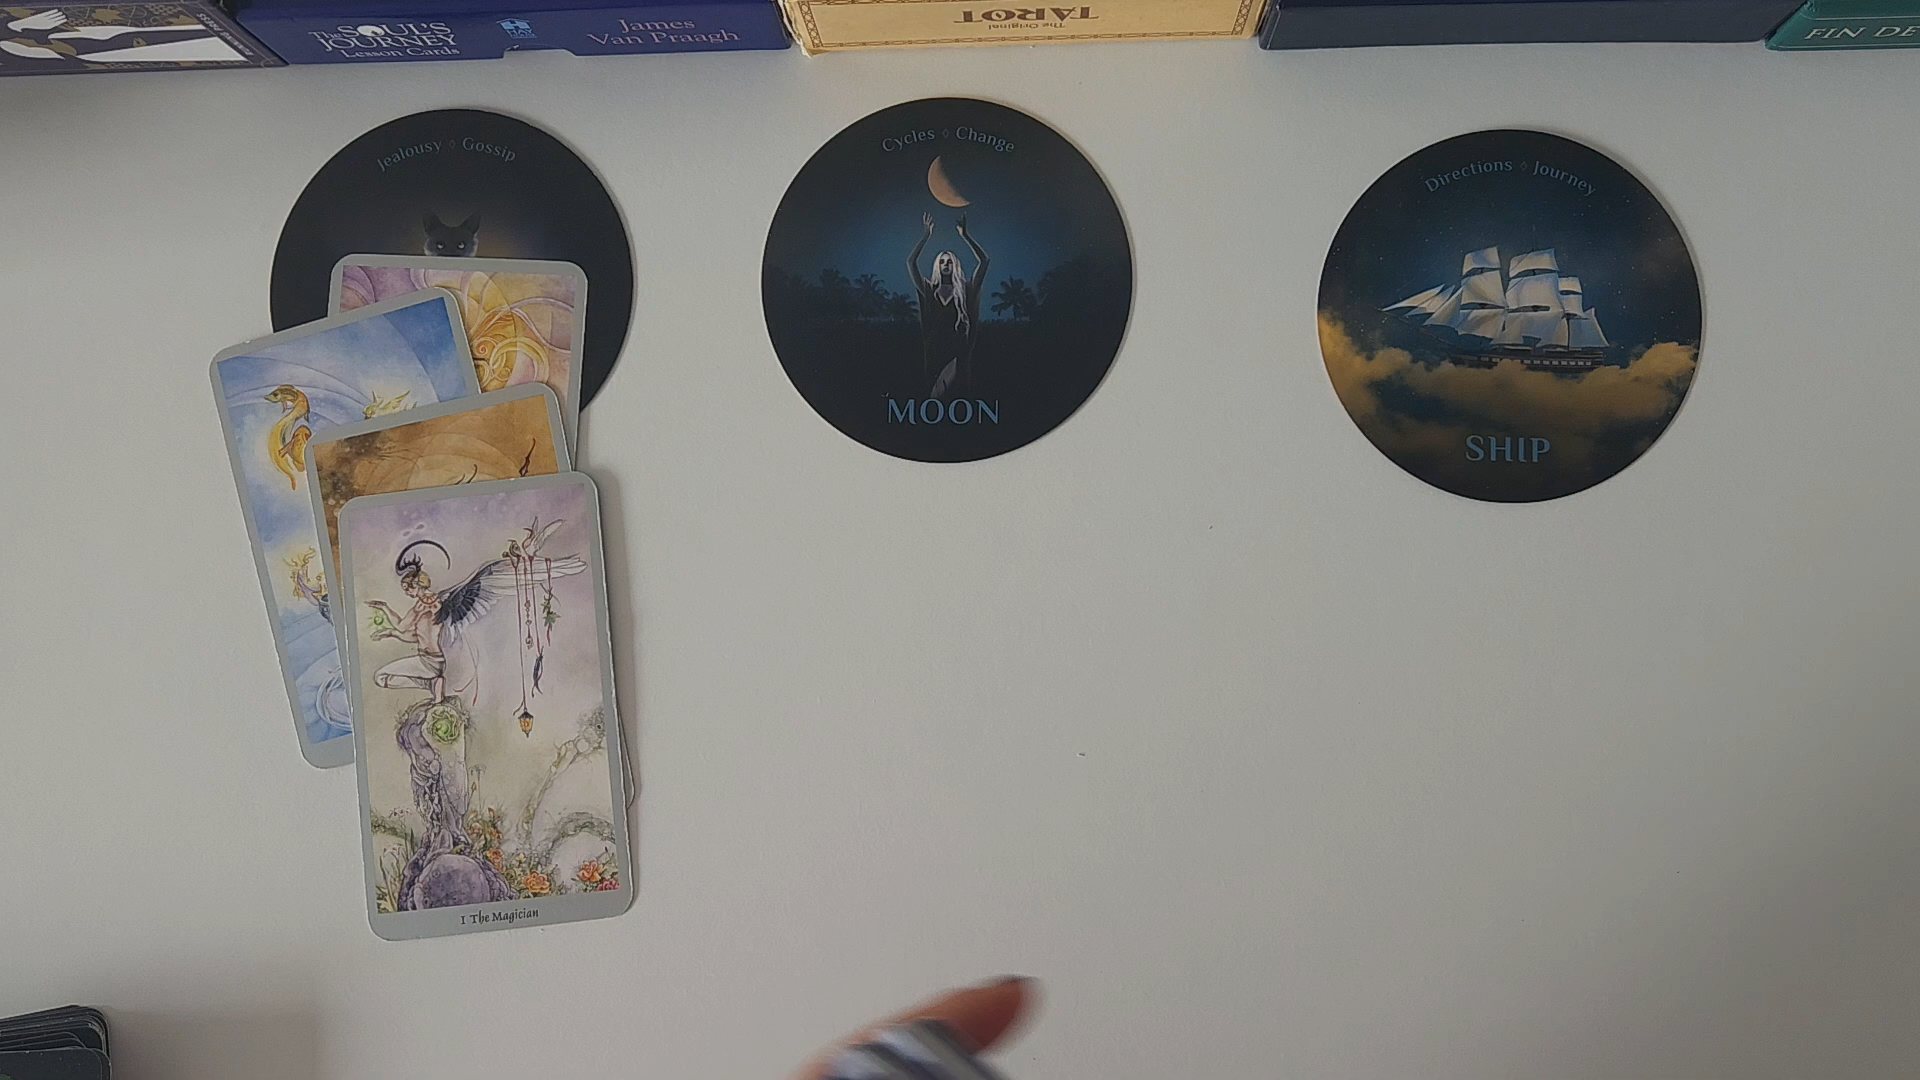 The SOUL'S
JOURNEY
Lesson Cards
HAY
James
Van Praagh
The Original
TAROT
FIN DE
Jealousy ◊ Gossip
Cycles ◊ Change
MOON
Directions ◊ Journey
SHIP
I The Magician